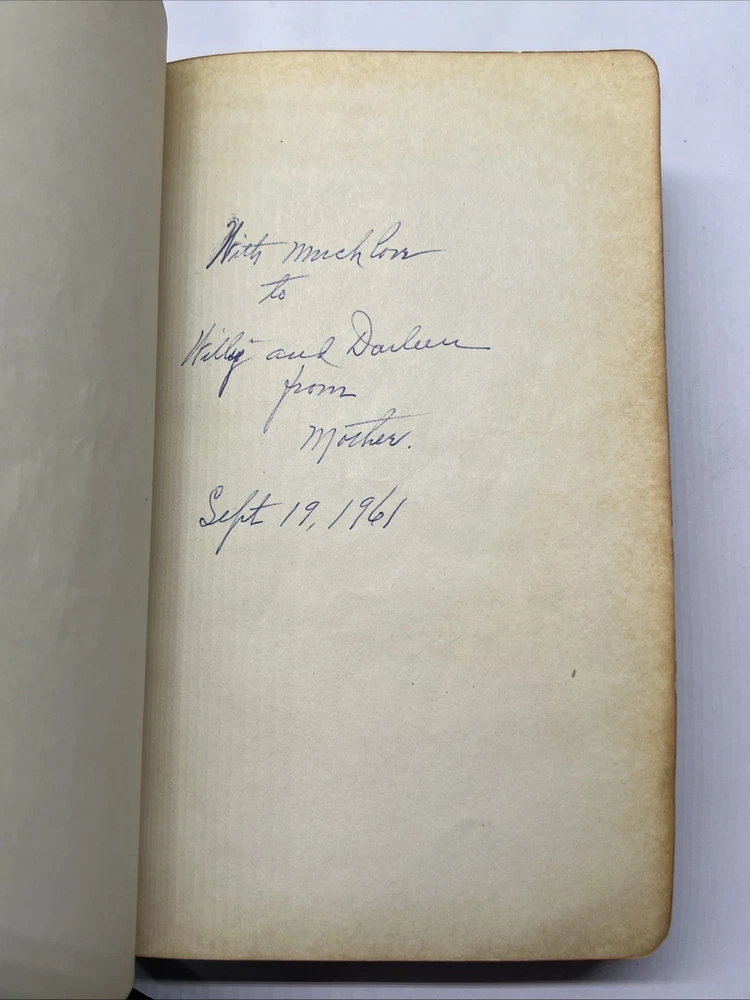 With much love
to
Willy and Darleen
from
Mother.
Sept 19, 1961